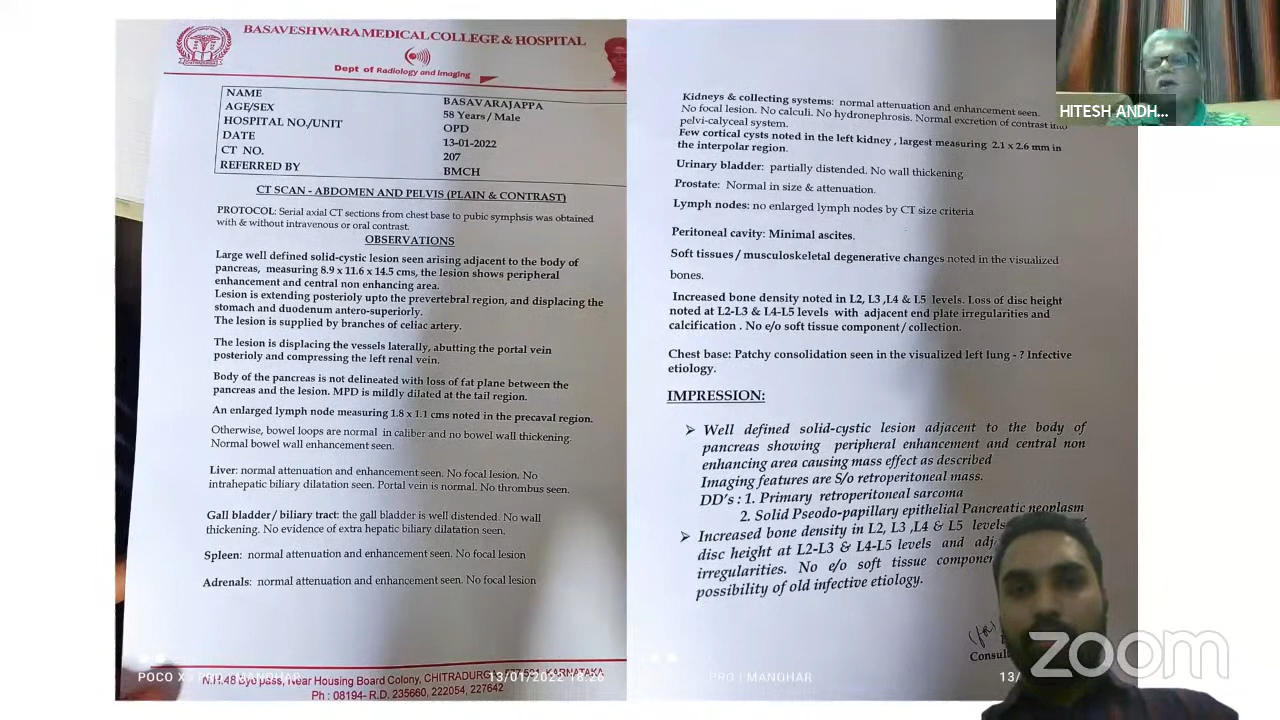 BASAVESHWARA MEDICAL COLLEGE & HOSPITAL
Dept of Radiology and Imaging
NAME BASAVARAJAPPA
AGE/SEX 58 Years / Male
HOSPITAL NO./UNIT OPD
DATE 13-01-2022
CT NO. 207
REFERRED BY BMCH
CT SCAN - ABDOMEN AND PELVIS (PLAIN & CONTRAST)
PROTOCOL: Serial axial CT sections from chest base to pubic symphsis was obtained
with & without intravenous or oral contrast.
OBSERVATIONS
Large well defined solid-cystic lesion seen arising adjacent to the body of
pancreas, measuring 8.9 x 11.6 x 14.5 cms, the lesion shows peripheral
enhancement and central non enhancing area.
Lesion is extending posteriorly upto the prevertebral region, and displacing the
stomach and duodenum antero-superiorly.
The lesion is supplied by branches of celiac artery.
The lesion is displacing the vessels laterally, abutting the portal vein
posteriorly and compressing the left renal vein.
Body of the pancreas is not delineated with loss of fat plane between the
pancreas and the lesion. MPD is mildly dilated at the tail region.
An enlarged lymph node measuring 1.8 x 1.1 cms noted in the precaval region.
Otherwise, bowel loops are normal in caliber and no bowel wall thickening.
Normal bowel wall enhancement seen.
Liver: normal attenuation and enhancement seen. No focal lesion. No
intrahepatic biliary dilatation seen. Portal vein is normal. No thrombus seen.
Gall bladder / biliary tract: the gall bladder is well distended. No wall
thickening. No evidence of extra hepatic biliary dilatation seen.
Spleen: normal attenuation and enhancement seen. No focal lesion
Adrenals: normal attenuation and enhancement seen. No focal lesion
POCO X PRO | MANOHAR 13/01/2022 18:26
Near Housing Board Colony, CHITRADURGA KARNATAKA
Ph : 08194- R.D. 235660, 222054, 227642
Kidneys & collecting systems: normal attenuation and enhancement seen.
No focal lesion. No calculi. No hydronephrosis. Normal excretion of contrast into
pelvi-calyceal system.
Few cortical cysts noted in the left kidney , largest measuring 2.1 x 2.6 mm in
the interpolar region.
Urinary bladder: partially distended. No wall thickening
Prostate: Normal in size & attenuation.
Lymph nodes: no enlarged lymph nodes by CT size criteria
Peritoneal cavity: Minimal ascites.
Soft tissues / musculoskeletal degenerative changes noted in the visualized
bones.
Increased bone density noted in L2, L3 ,L4 & L5 levels. Loss of disc height
noted at L2-L3 & L4-L5 levels with adjacent end plate irregularities and
calcification . No e/o soft tissue component / collection.
Chest base: Patchy consolidation seen in the visualized left lung - ? Infective
etiology.
IMPRESSION:
➢ Well defined solid-cystic lesion adjacent to the body of
pancreas showing peripheral enhancement and central non
enhancing area causing mass effect as described
Imaging features are S/o retroperitoneal mass.
DD's : 1. Primary retroperitoneal sarcoma
2. Solid Pseodo-papillary epithelial Pancreatic neoplasm
➢ Increased bone density in L2, L3 ,L4 & L5 levels
disc height at L2-L3 & L4-L5 levels and
irregularities. No e/o soft tissue
possibility of old infective etiology.
PRO | MANOHAR 13/
HITESH ANDH...
zoom